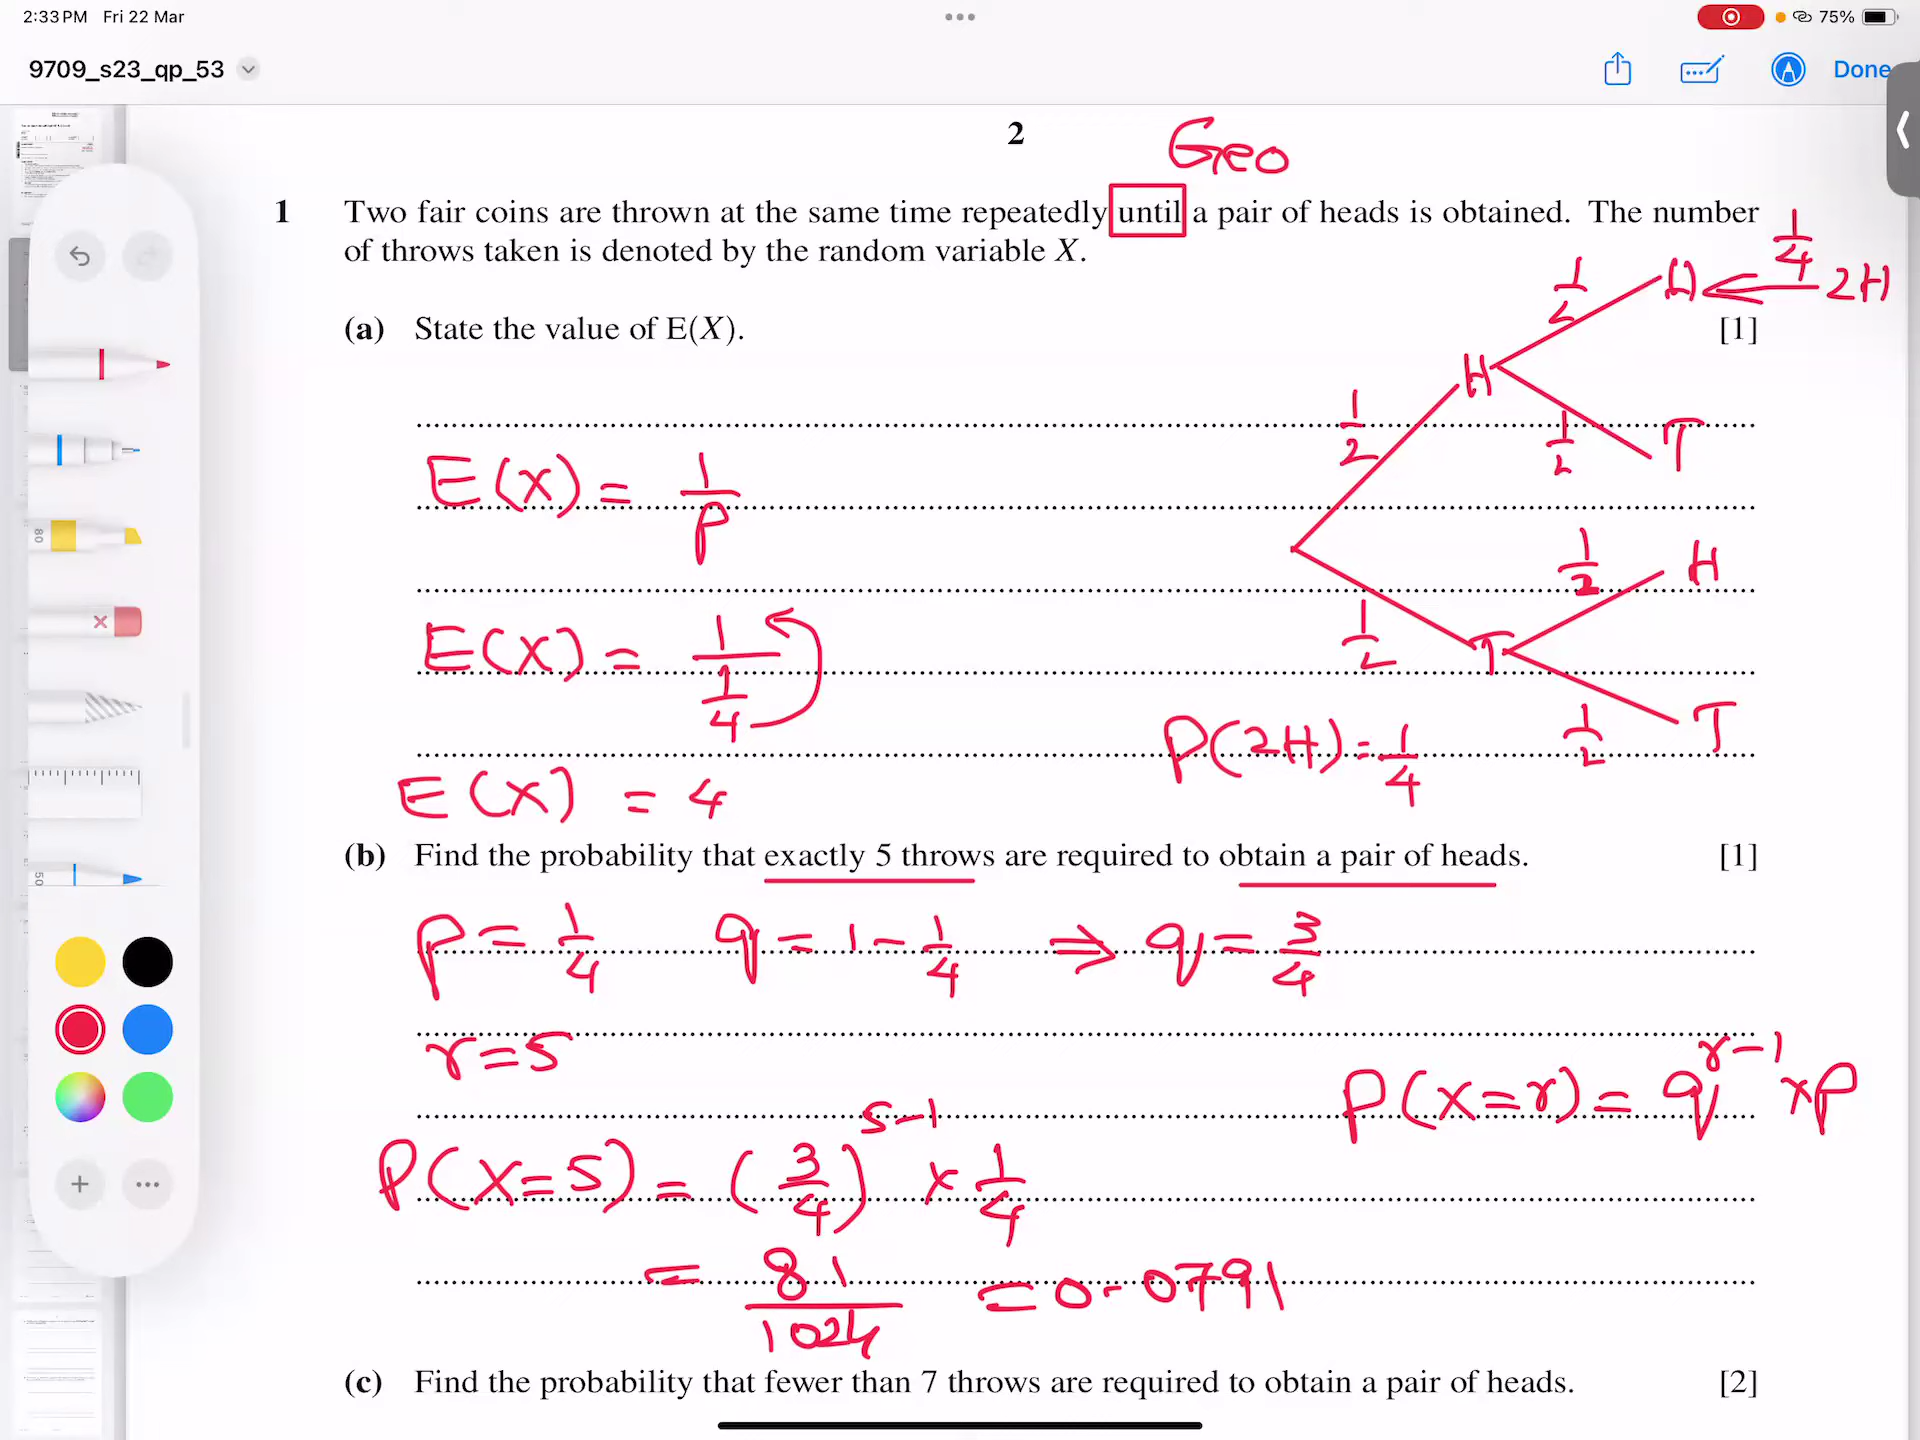 2:33 PM Fri 22 Mar
75%
9709_s23_qp_53
Done
2
Geo
1 Two fair coins are thrown at the same time repeatedly until a pair of heads is obtained. The number
of throws taken is denoted by the random variable X.
1/4
1/2 H 2H
(a) State the value of E(X). [1]
H
1/2
1/2 T
E(X) = 1/P
1/2 H
E(X) = 1/(1/4)
1/2 T
P(2H) = 1/4
1/2 T
E(X) = 4
(b) Find the probability that exactly 5 throws are required to obtain a pair of heads. [1]
p = 1/4 q = 1 - 1/4 ⇒ q = 3/4
r = 5
P(X=r) = q^(r-1) × P
P(X=5) = (3/4)^(5-1) × 1/4
= 81/1024 = 0.0791
(c) Find the probability that fewer than 7 throws are required to obtain a pair of heads. [2]
80
50